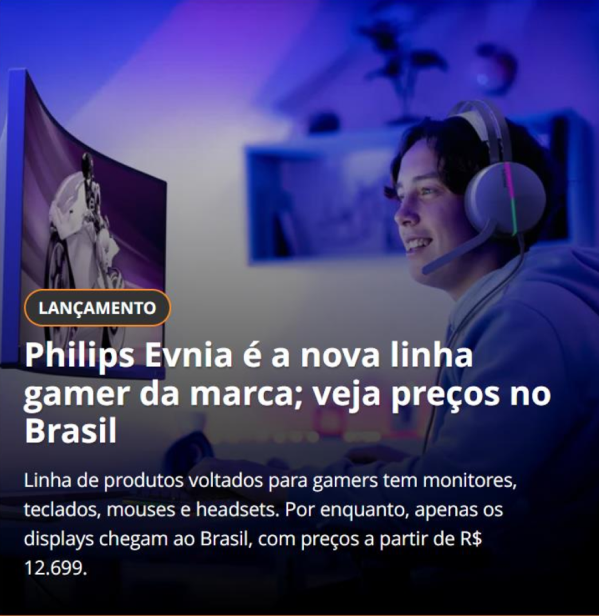 LANÇAMENTO
Philips Evnia é a nova linha
gamer da marca; veja preços no
Brasil
Linha de produtos voltados para gamers tem monitores,
teclados, mouses e headsets. Por enquanto, apenas os
displays chegam ao Brasil, com preços a partir de R$
12.699.